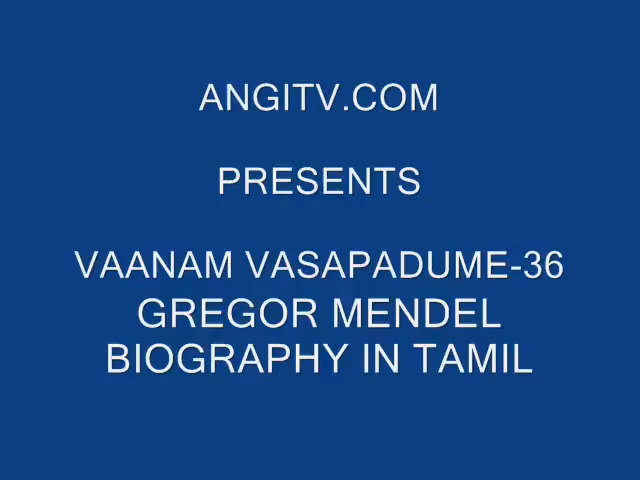 ANGITV.COM
PRESENTS
VAANAM VASAPADUME-36
GREGOR MENDEL
BIOGRAPHY IN TAMIL